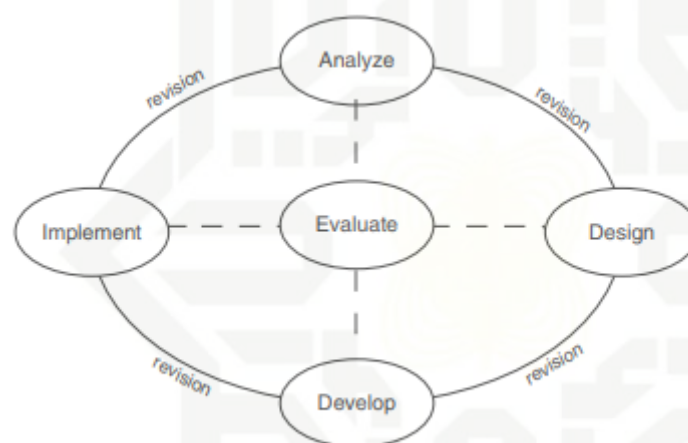 Analyze
revision
revision
Implement
Evaluate
Design
revision
revision
Develop